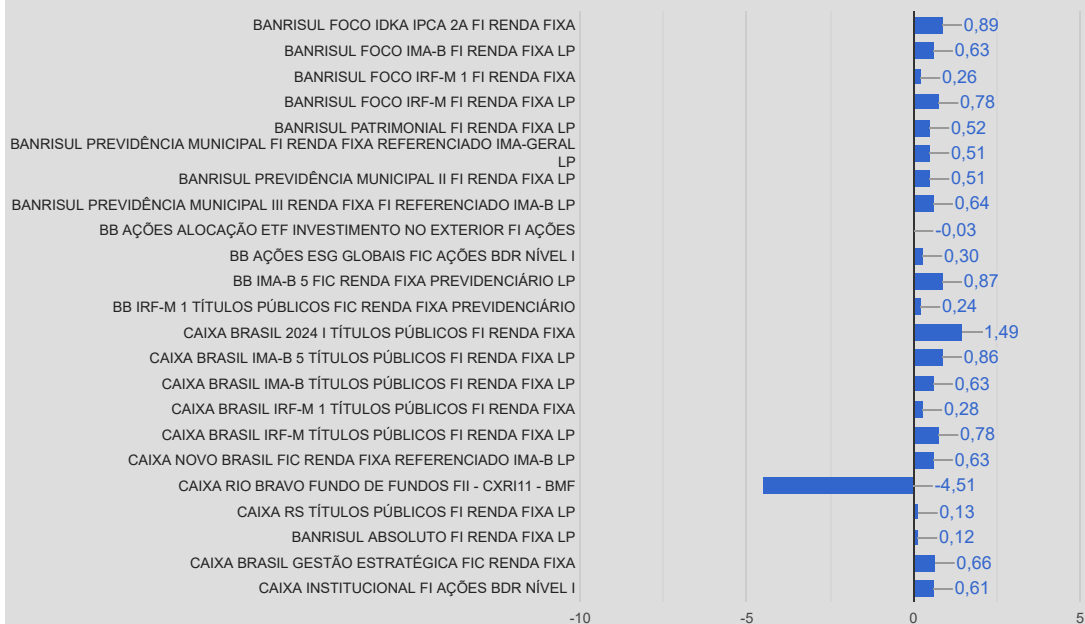 BANRISUL FOCO IDKA IPCA 2A FI RENDA FIXA 0,89
BANRISUL FOCO IMA-B FI RENDA FIXA LP 0,63
BANRISUL FOCO IRF-M 1 FI RENDA FIXA 0,26
BANRISUL FOCO IRF-M FI RENDA FIXA LP 0,78
BANRISUL PATRIMONIAL FI RENDA FIXA LP 0,52
BANRISUL PREVIDÊNCIA MUNICIPAL FI RENDA FIXA REFERENCIADO IMA-GERAL 0,51
LP
BANRISUL PREVIDÊNCIA MUNICIPAL II FI RENDA FIXA LP 0,51
BANRISUL PREVIDÊNCIA MUNICIPAL III RENDA FIXA FI REFERENCIADO IMA-B LP 0,64
BB AÇÕES ALOCAÇÃO ETF INVESTIMENTO NO EXTERIOR FI AÇÕES -0,03
BB AÇÕES ESG GLOBAIS FIC AÇÕES BDR NÍVEL I 0,30
BB IMA-B 5 FIC RENDA FIXA PREVIDENCIÁRIO LP 0,87
BB IRF-M 1 TÍTULOS PÚBLICOS FIC RENDA FIXA PREVIDENCIÁRIO 0,24
CAIXA BRASIL 2024 I TÍTULOS PÚBLICOS FI RENDA FIXA 1,49
CAIXA BRASIL IMA-B 5 TÍTULOS PÚBLICOS FI RENDA FIXA LP 0,86
CAIXA BRASIL IMA-B TÍTULOS PÚBLICOS FI RENDA FIXA LP 0,63
CAIXA BRASIL IRF-M 1 TÍTULOS PÚBLICOS FI RENDA FIXA 0,28
CAIXA BRASIL IRF-M TÍTULOS PÚBLICOS FI RENDA FIXA LP 0,78
CAIXA NOVO BRASIL FIC RENDA FIXA REFERENCIADO IMA-B LP 0,63
CAIXA RIO BRAVO FUNDO DE FUNDOS FII - CXRI11 - BMF -4,51
CAIXA RS TÍTULOS PÚBLICOS FI RENDA FIXA LP 0,13
BANRISUL ABSOLUTO FI RENDA FIXA LP 0,12
CAIXA BRASIL GESTÃO ESTRATÉGICA FIC RENDA FIXA 0,66
CAIXA INSTITUCIONAL FI AÇÕES BDR NÍVEL I 0,61
-10 -5 0 5